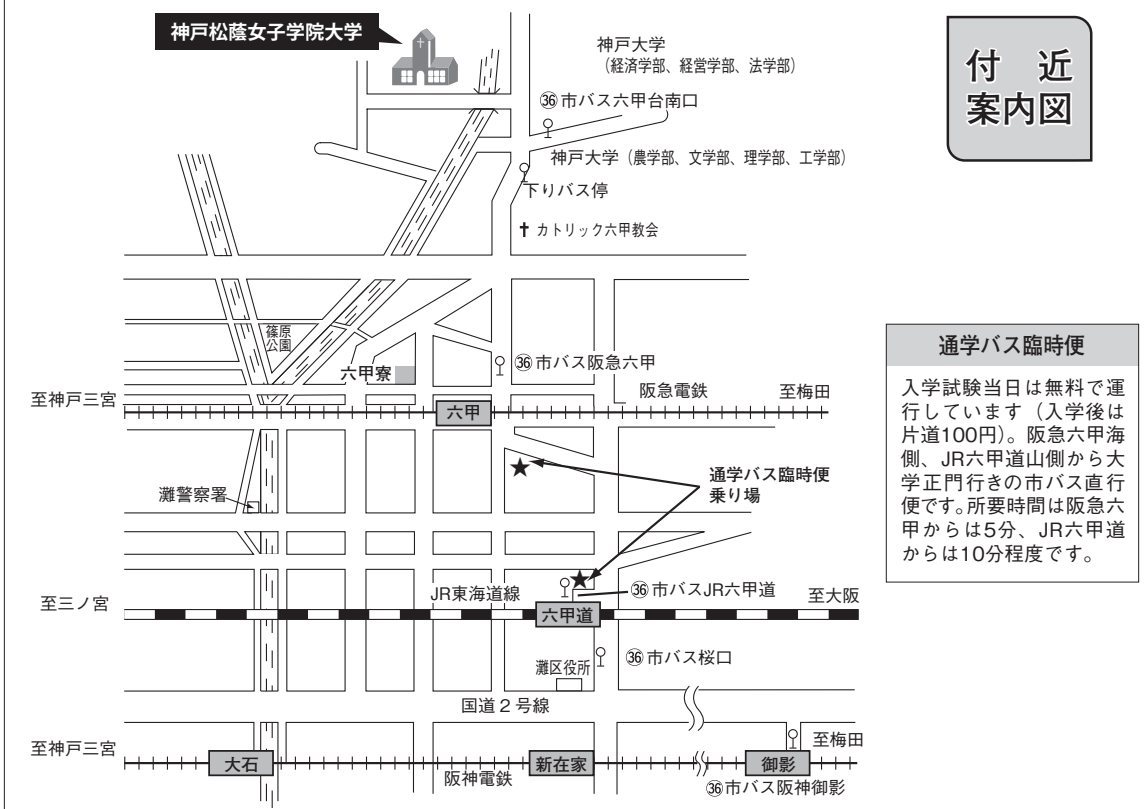 神戸松蔭女子学院大学
神戸大学
（経済学部、経営学部、法学部）
付 近
案内図
㊱市バス六甲台南口
神戸大学（農学部、文学部、理学部、工学部）
下りバス停
カトリック六甲教会
篠原
公園
六甲寮
㊱市バス阪急六甲
至神戸三宮
阪急電鉄
至梅田
六甲
通学バス臨時便
入学試験当日は無料で運
行しています（入学後は
片道100円）。阪急六甲海
側、JR六甲道山側から大
学正門行きの市バス直行
便です。所要時間は阪急六
甲からは5分、JR六甲道
からは10分程度です。
灘警察署
通学バス臨時便
乗り場
至三ノ宮
JR東海道線
㊱市バスJR六甲道
至大阪
六甲道
灘区役所
㊱市バス桜口
国道２号線
至神戸三宮
大石
阪神電鉄
新在家
御影
至梅田
㊱市バス阪神御影